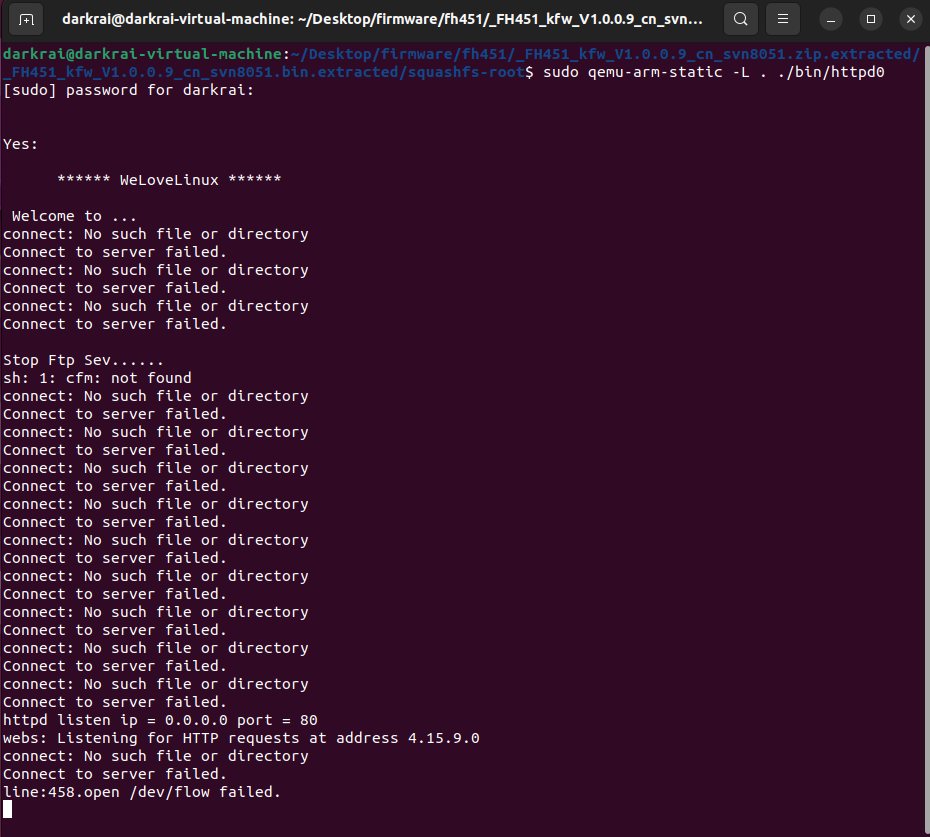 darkrai@darkrai-virtual-machine: ~/Desktop/firmware/fh451/_FH451_kfw_V1.0.0.9_cn_svn...
darkrai@darkrai-virtual-machine:~/Desktop/firmware/fh451/_FH451_kfw_V1.0.0.9_cn_svn8051.zip.extracted/
_FH451_kfw_V1.0.0.9_cn_svn8051.bin.extracted/squashfs-root$ sudo qemu-arm-static -L . ./bin/httpd0
[sudo] password for darkrai:
Yes:
****** WeLoveLinux ******
Welcome to ...
connect: No such file or directory
Connect to server failed.
connect: No such file or directory
Connect to server failed.
connect: No such file or directory
Connect to server failed.
Stop Ftp Sev......
sh: 1: cfm: not found
connect: No such file or directory
Connect to server failed.
connect: No such file or directory
Connect to server failed.
connect: No such file or directory
Connect to server failed.
connect: No such file or directory
Connect to server failed.
connect: No such file or directory
Connect to server failed.
connect: No such file or directory
Connect to server failed.
connect: No such file or directory
Connect to server failed.
connect: No such file or directory
Connect to server failed.
connect: No such file or directory
Connect to server failed.
httpd listen ip = 0.0.0.0 port = 80
webs: Listening for HTTP requests at address 4.15.9.0
connect: No such file or directory
Connect to server failed.
line:458.open /dev/flow failed.